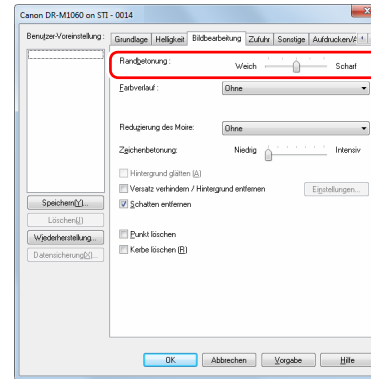 Canon DR-M1060 on STI - 0014
Benutzer-Voreinstellung :
Grundlage Helligkeit Bildbearbeitung Zufuhr Sonstige Aufdrucken/A
Randbetonung : Weich Scharf
Farbverlauf : Ohne
Reduzierung des Moire: Ohne
Zeichenbetonung: Niedrig Intensiv
Hintergrund glätten (A)
Versatz verhindern / Hintergrund entfernen Einstellungen...
Schatten entfernen
Punkt löschen
Kerbe löschen (R)
Speichern(Y)...
Löschen(J)
Wiederherstellung...
Datensicherung(X)...
OK Abbrechen Vorgabe Hilfe